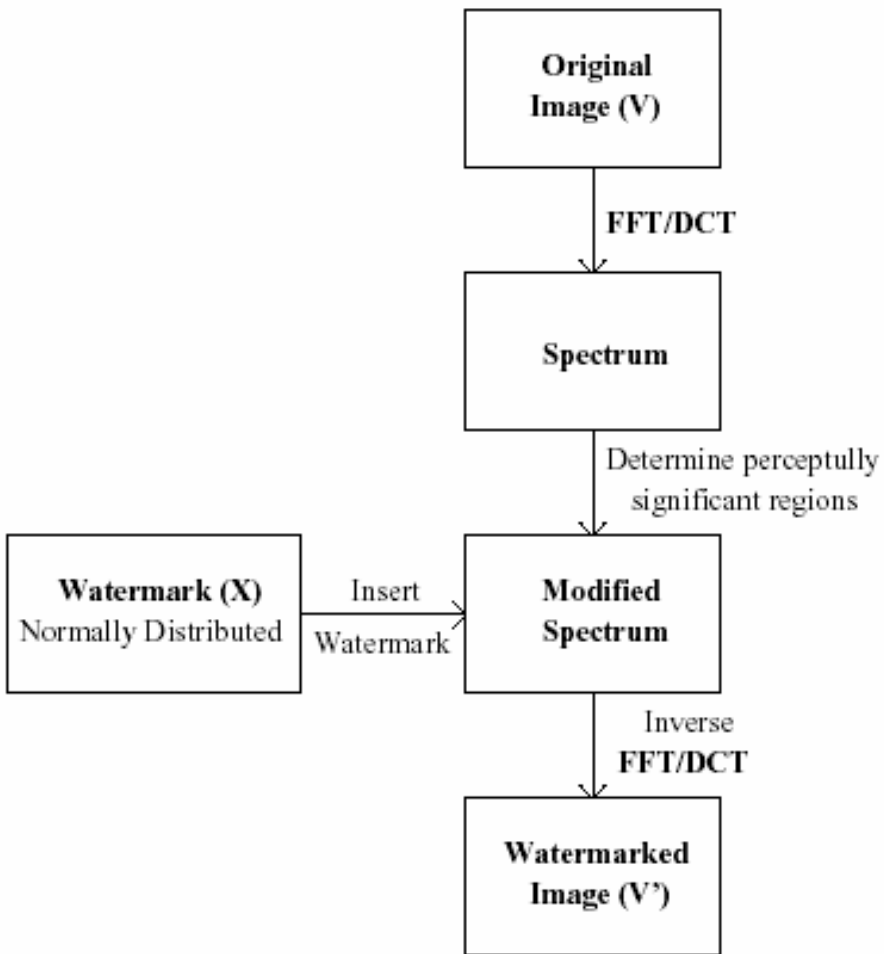 Original
Image (V)
FFT/DCT
Spectrum
Determine perceptully
significant regions
Watermark (X)
Normally Distributed
Insert
Watermark
Modified
Spectrum
Inverse
FFT/DCT
Watermarked
Image (V’)